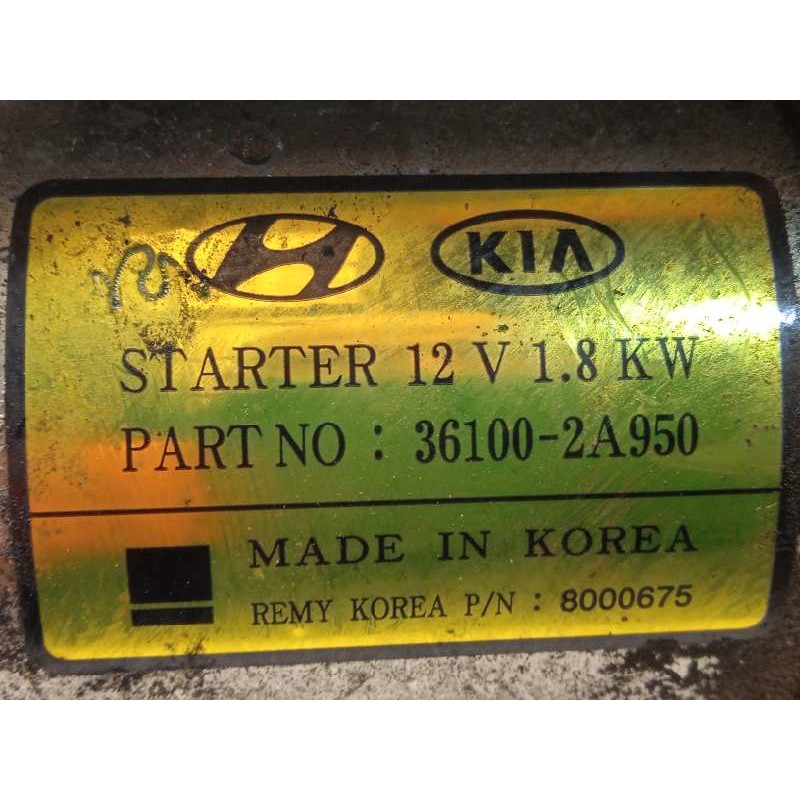 KIA
STARTER 12 V 1.8 KW
PART NO : 36100-2A950
MADE IN KOREA
REMY KOREA P/N : 8000675